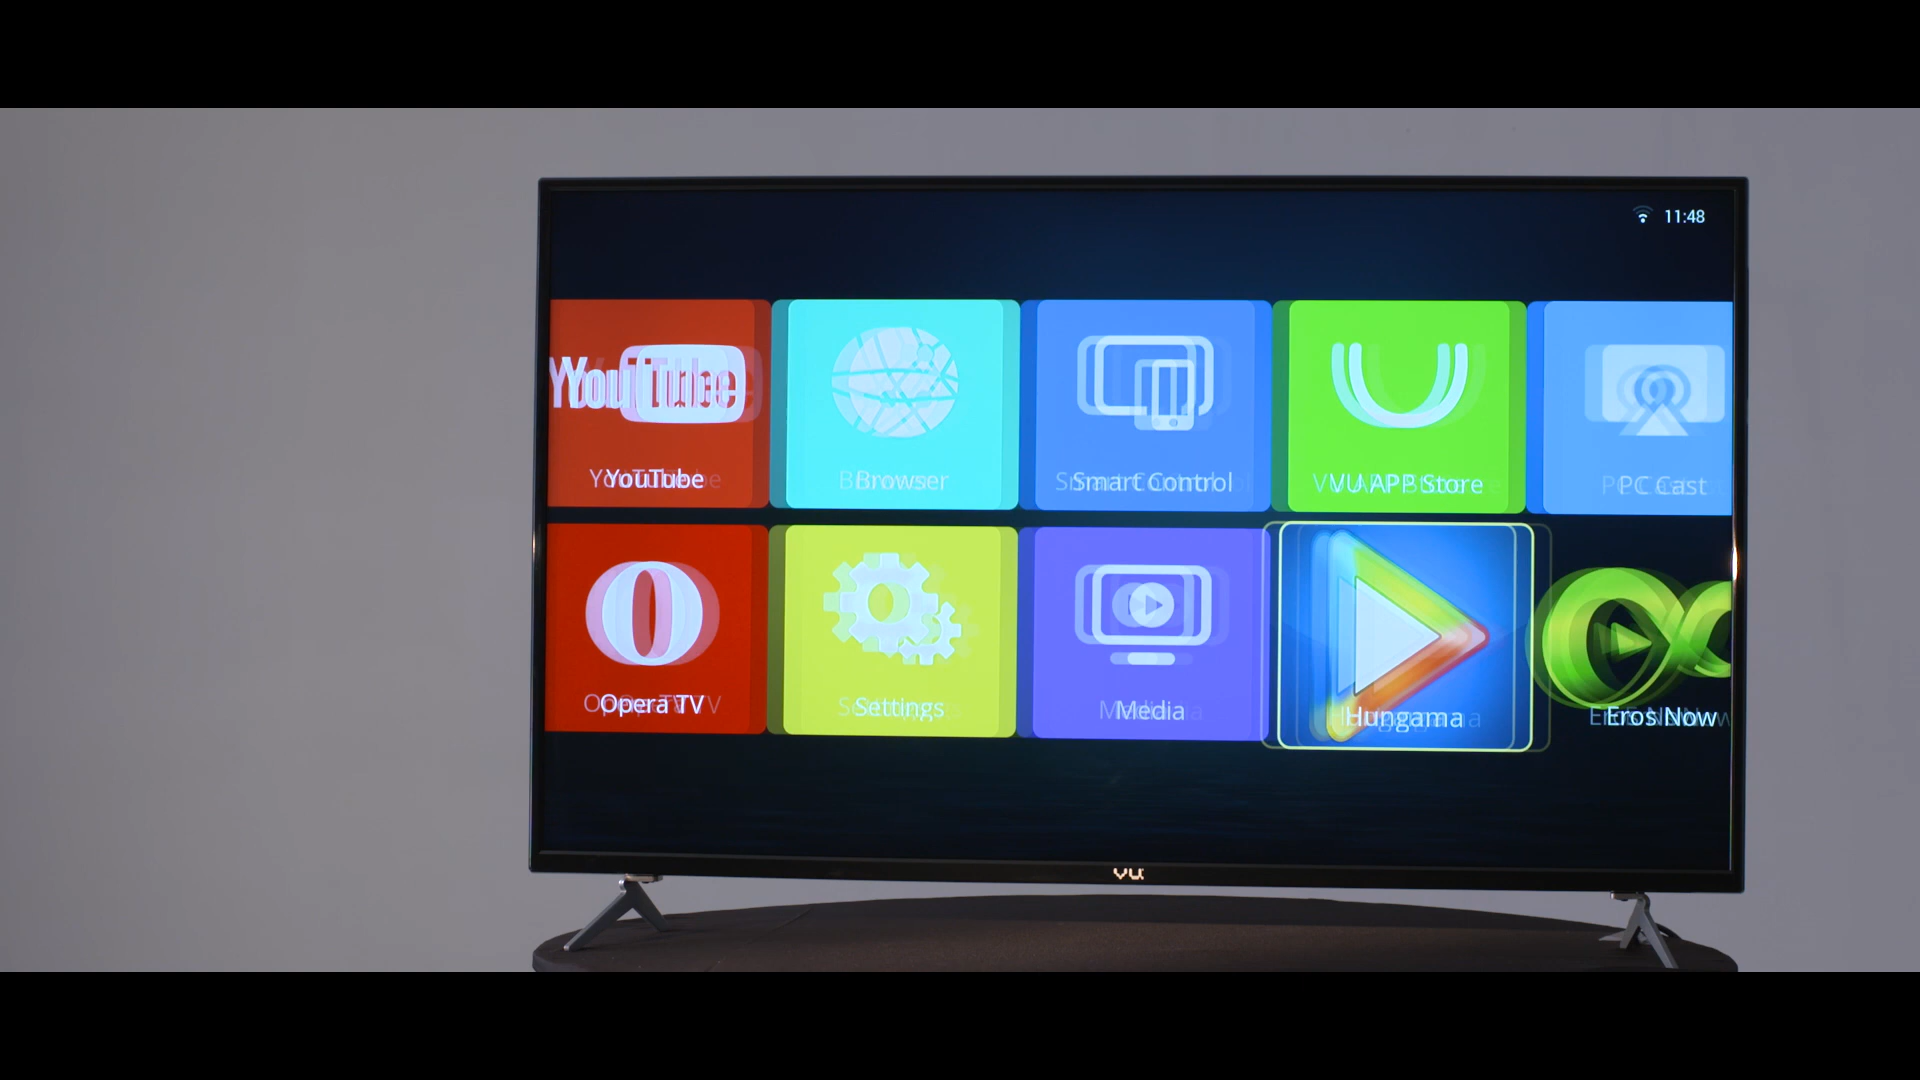 11:48
YouTube
YouTube
Browser
Smart Control
VU APP Store
PC Cast
Opera TV
Settings
Media
Hungama
Eros Now
VU